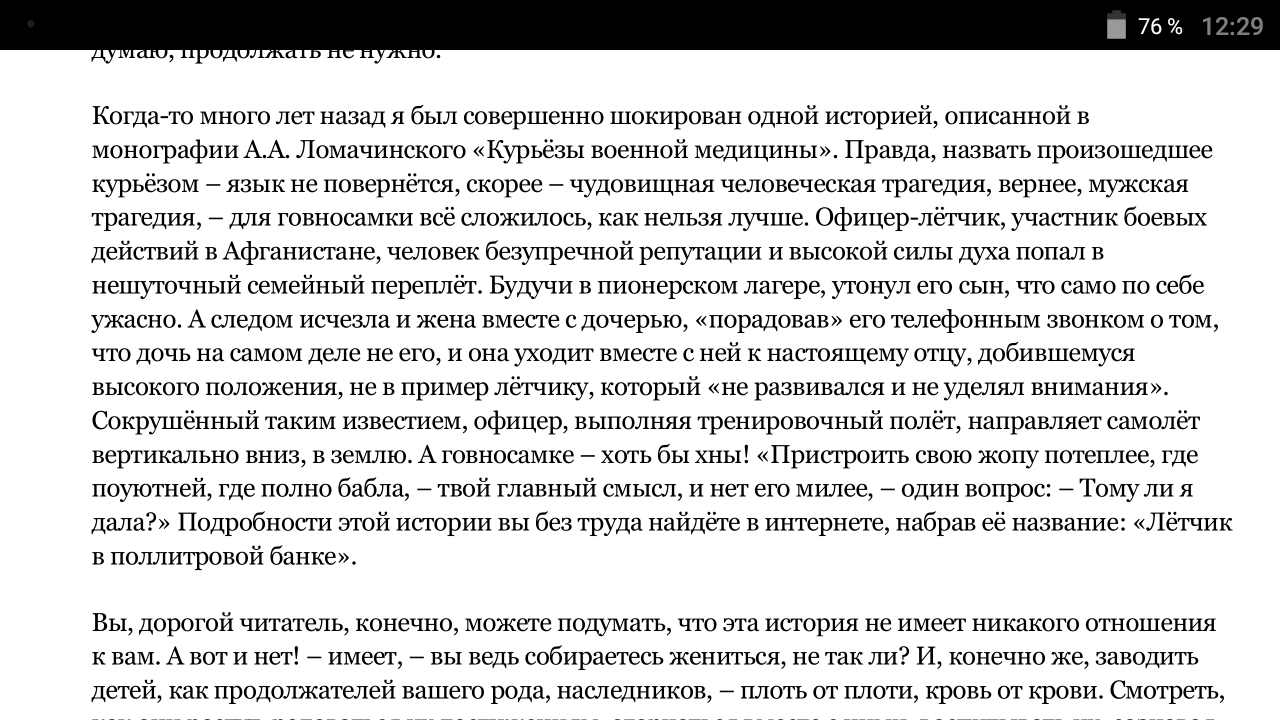 76 % 12:29
думаю, продолжать не нужно.
Когда-то много лет назад я был совершенно шокирован одной историей, описанной в
монографии А.А. Ломачинского «Курьёзы военной медицины». Правда, назвать произошедшее
курьёзом – язык не повернётся, скорее – чудовищная человеческая трагедия, вернее, мужская
трагедия, – для говносамки всё сложилось, как нельзя лучше. Офицер-лётчик, участник боевых
действий в Афганистане, человек безупречной репутации и высокой силы духа попал в
нешуточный семейный переплёт. Будучи в пионерском лагере, утонул его сын, что само по себе
ужасно. А следом исчезла и жена вместе с дочерью, «порадовав» его телефонным звонком о том,
что дочь на самом деле не его, и она уходит вместе с ней к настоящему отцу, добившемуся
высокого положения, не в пример лётчику, который «не развивался и не уделял внимания».
Сокрушённый таким известием, офицер, выполняя тренировочный полёт, направляет самолёт
вертикально вниз, в землю. А говносамке – хоть бы хны! «Пристроить свою жопу потеплее, где
поуютней, где полно бабла, – твой главный смысл, и нет его милее, – один вопрос: – Тому ли я
дала?» Подробности этой истории вы без труда найдёте в интернете, набрав её название: «Лётчик
в поллитровой банке».
Вы, дорогой читатель, конечно, можете подумать, что эта история не имеет никакого отношения
к вам. А вот и нет! – имеет, – вы ведь собираетесь жениться, не так ли? И, конечно же, заводить
детей, как продолжателей вашего рода, наследников, – плоть от плоти, кровь от крови. Смотреть,